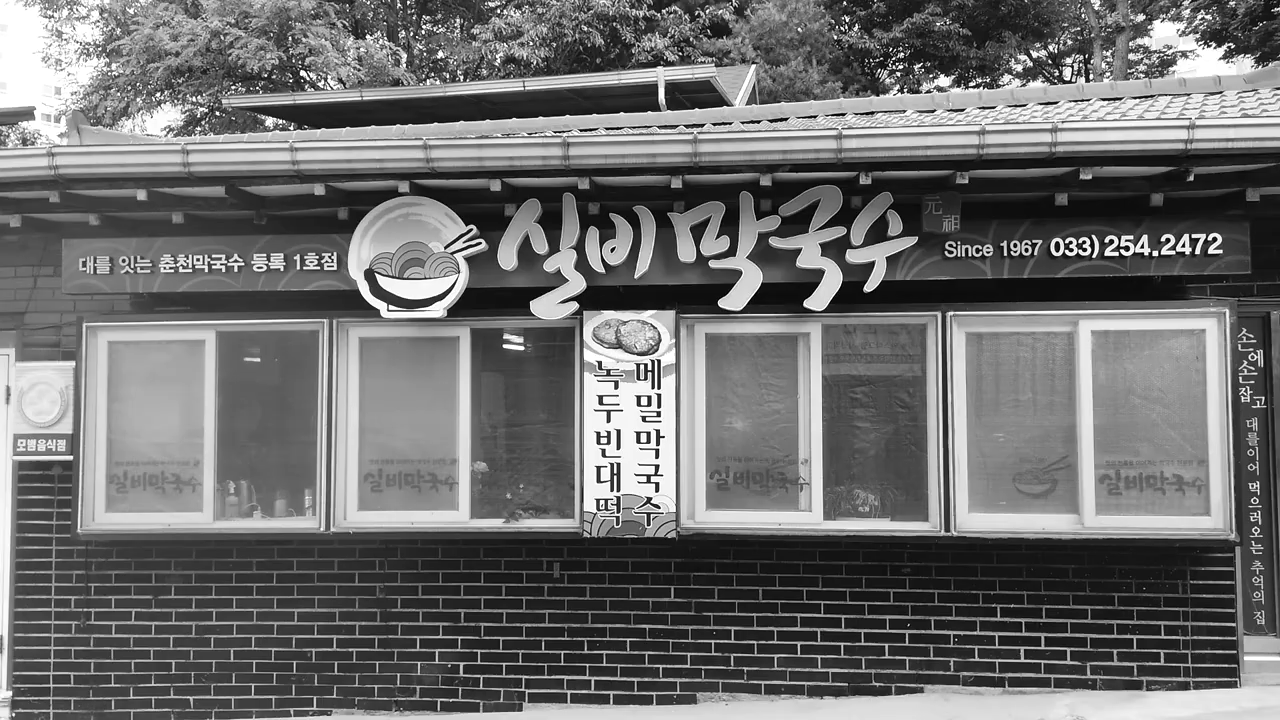 대를 잇는 춘천막국수 등록 1호점
실비막국수
元祖
Since 1967 033) 254.2472
모범음식점
메밀막국수
녹두빈대떡
손에손잡고
대를이어 먹으러오는 추억의 집
실비막국수
실비막국수
실비막국수
실비막국수